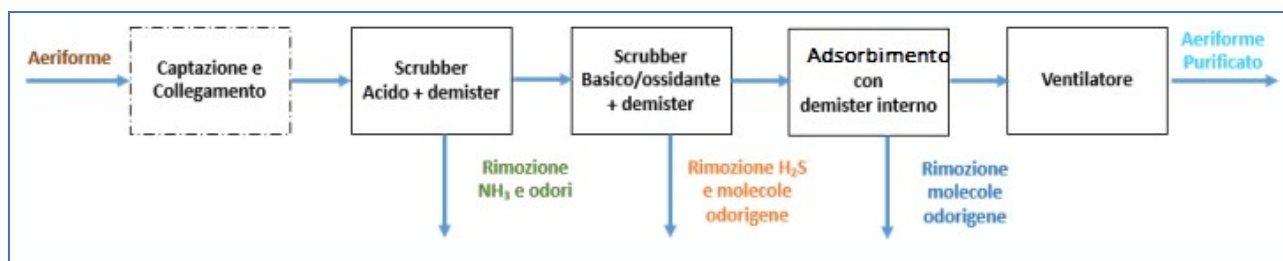 Aeriforme
Captazione e
Collegamento
Scrubber
Acido + demister
Scrubber
Basico/ossidante
+ demister
Adsorbimento
con
demister interno
Ventilatore
Aeriforme
Purificato
Rimozione
NH₃ e odori
Rimozione H₂S
e molecole
odorigene
Rimozione
molecole
odorigene